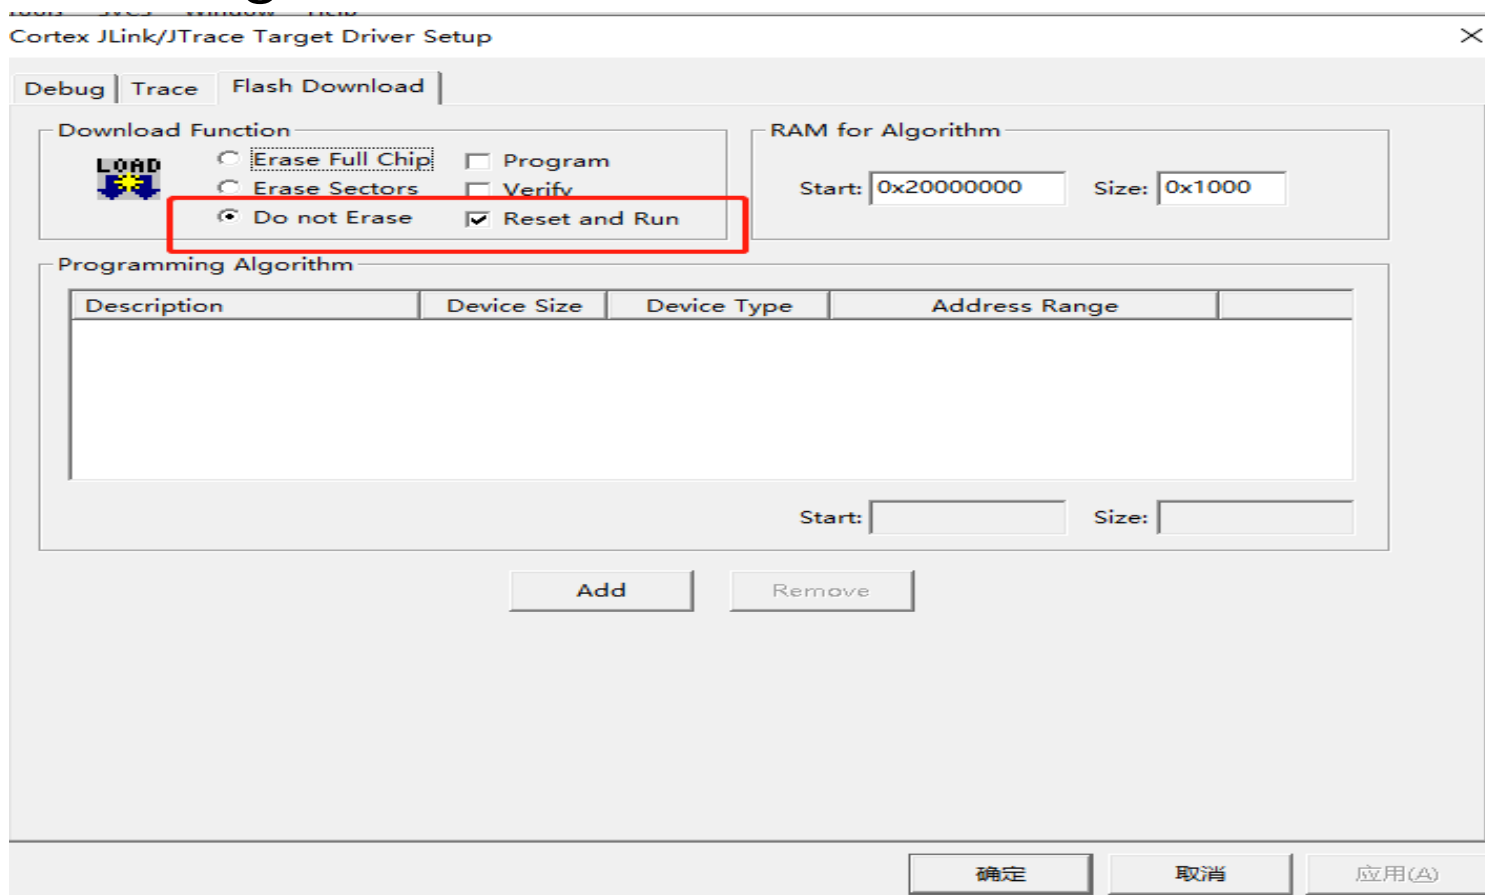 Cortex JLink/JTrace Target Driver Setup
Debug Trace Flash Download
Download Function
LOAD
Erase Full Chip
Program
Erase Sectors
Verify
Do not Erase
Reset and Run
RAM for Algorithm
Start: 0x20000000 Size: 0x1000
Programming Algorithm
Description Device Size Device Type Address Range
Start: Size:
Add Remove
确定 取消 应用(A)